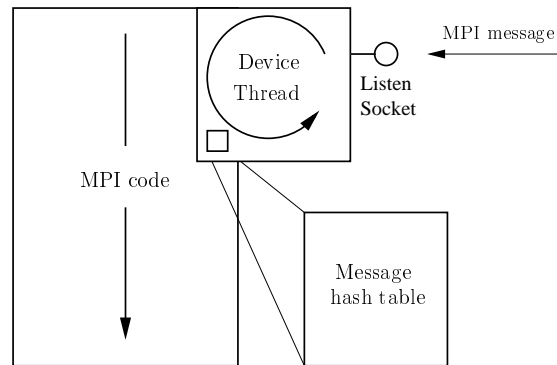 MPI message
Device
Thread
Listen
Socket
MPI code
Message
hash table